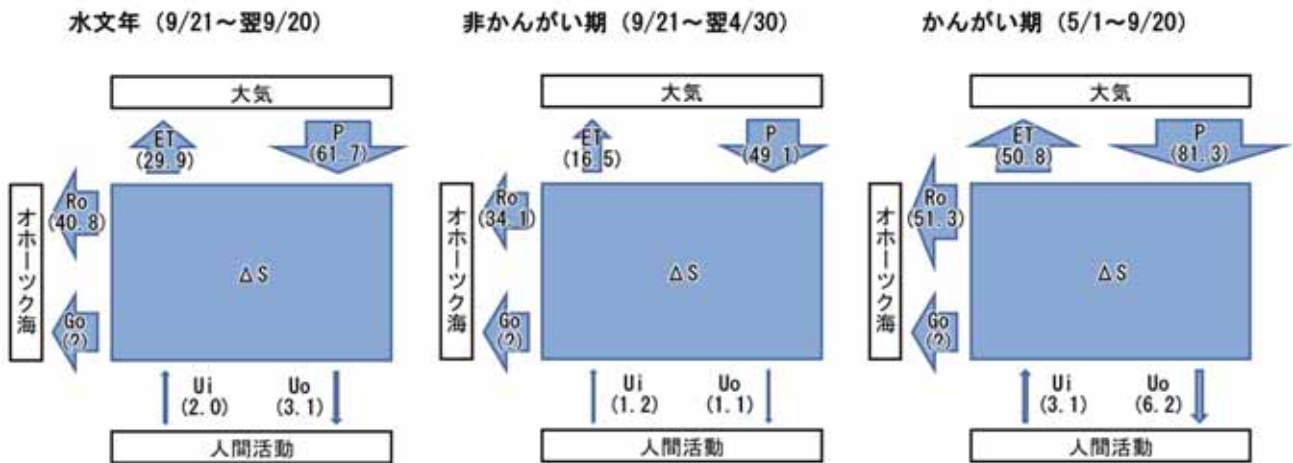 水文年 (9/21～翌9/20)
大気
ET
(29.9)
P
(61.7)
オホーツク海
Ro
(40.8)
ΔS
Go
(?)
Ui
(2.0)
Uo
(3.1)
人間活動
非かんがい期 (9/21～翌4/30)
大気
ET
(16.5)
P
(49.1)
オホーツク海
Ro
(34.1)
ΔS
Go
(?)
Ui
(1.2)
Uo
(1.1)
人間活動
かんがい期 (5/1～9/20)
大気
ET
(50.8)
P
(81.3)
オホーツク海
Ro
(51.3)
ΔS
Go
(?)
Ui
(3.1)
Uo
(6.2)
人間活動